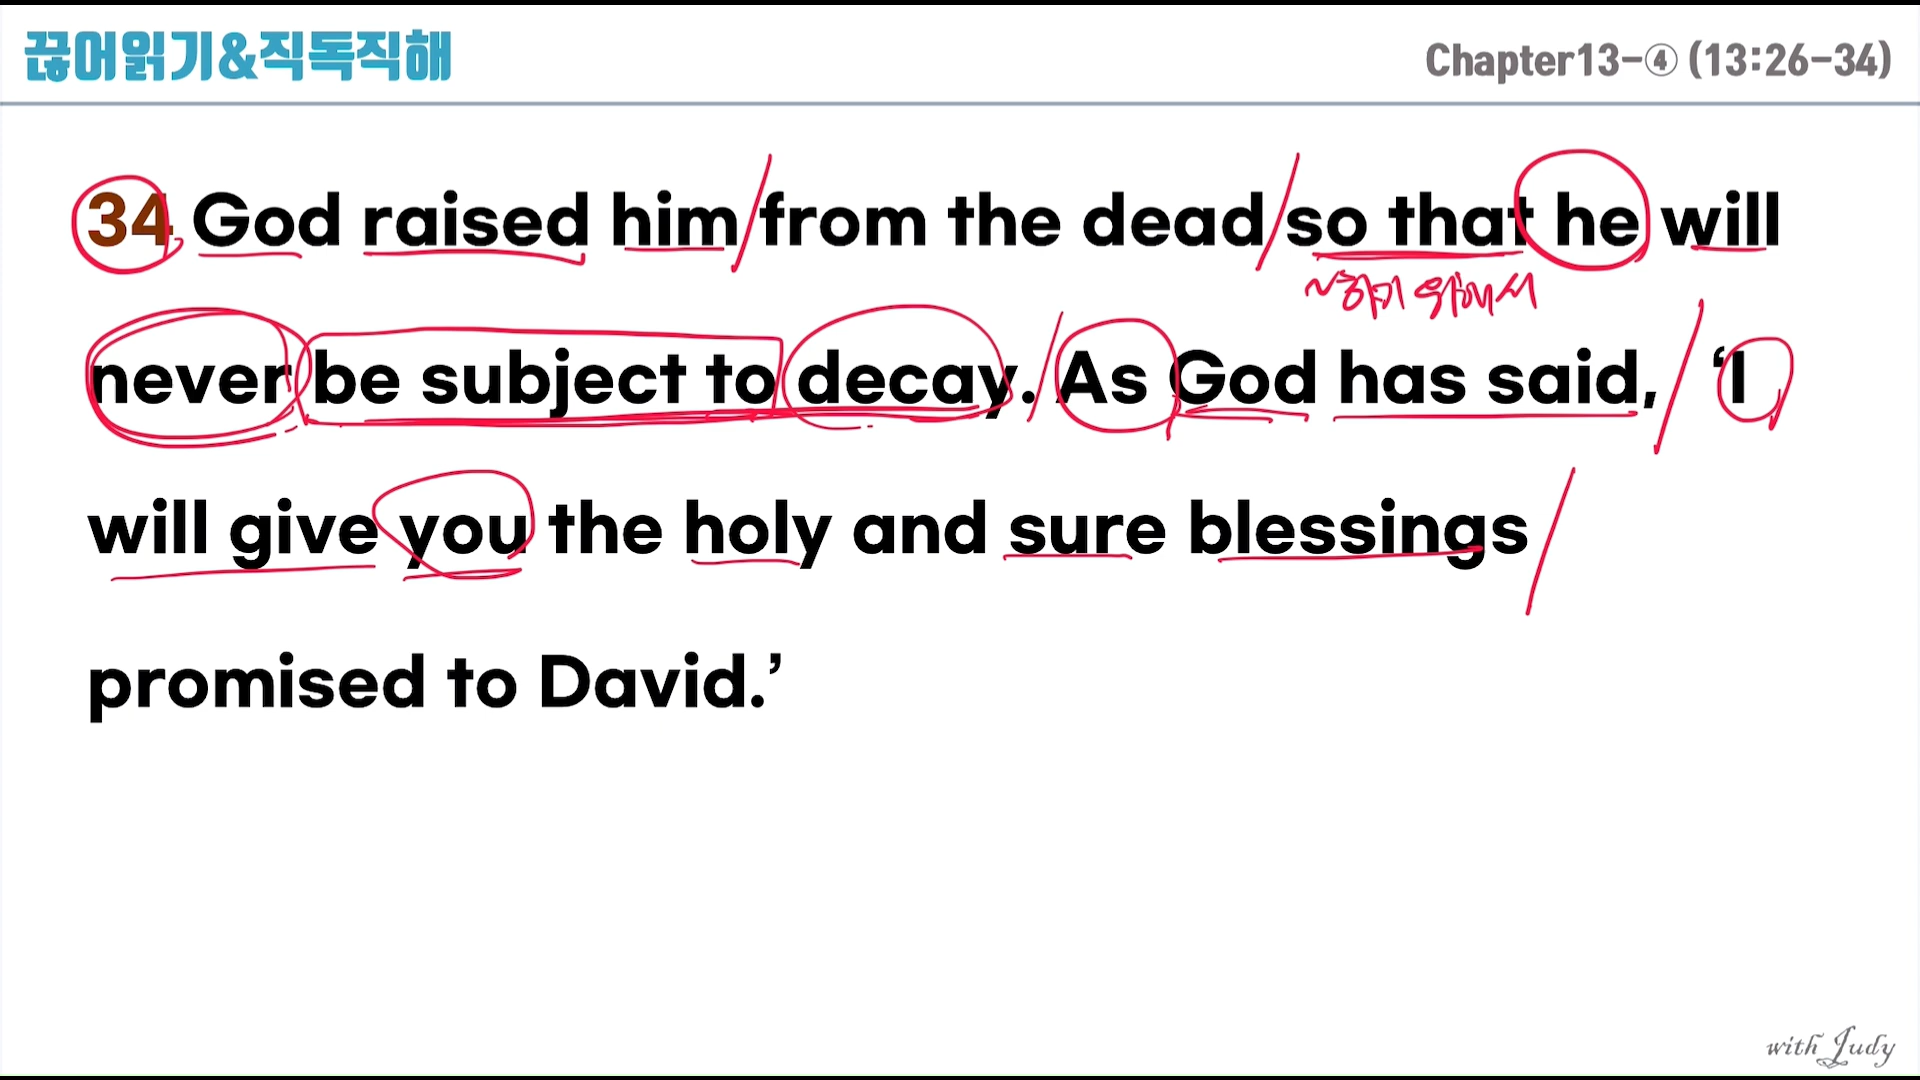 끊어읽기&직독직해
Chapter13-④ (13:26-34)
34 God raised him from the dead so that he will
~하기 위해서
never be subject to decay. As God has said, ‘I
will give you the holy and sure blessings
promised to David.’
with Judy